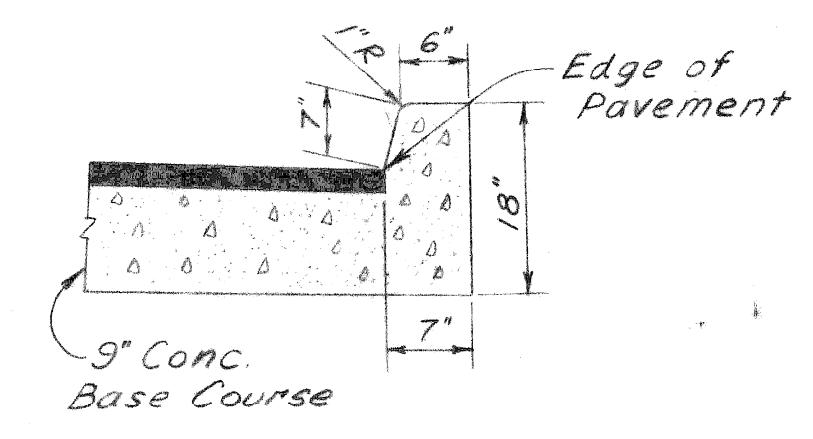 1"R
6"
Edge of
Pavement
7"
18"
7"
9" Conc.
Base Course